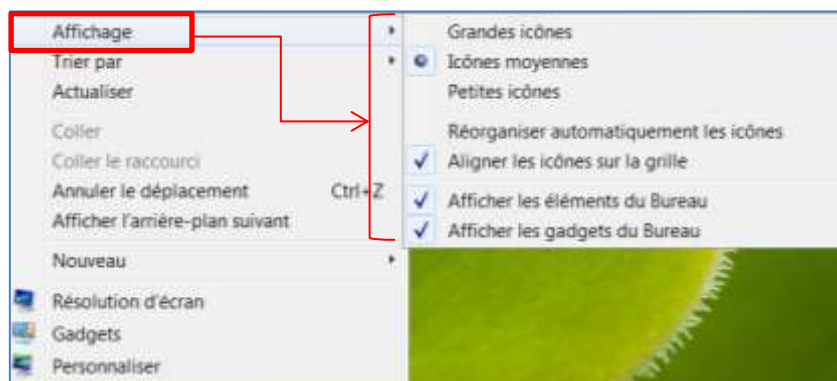 Affichage
Trier par
Actualiser
Coller
Coller le raccourci
Annuler le déplacement Ctrl+Z
Afficher l'arrière-plan suivant
Nouveau
Résolution d'écran
Gadgets
Personnaliser
Grandes icônes
Icônes moyennes
Petites icônes
Réorganiser automatiquement les icônes
Aligner les icônes sur la grille
Afficher les éléments du Bureau
Afficher les gadgets du Bureau